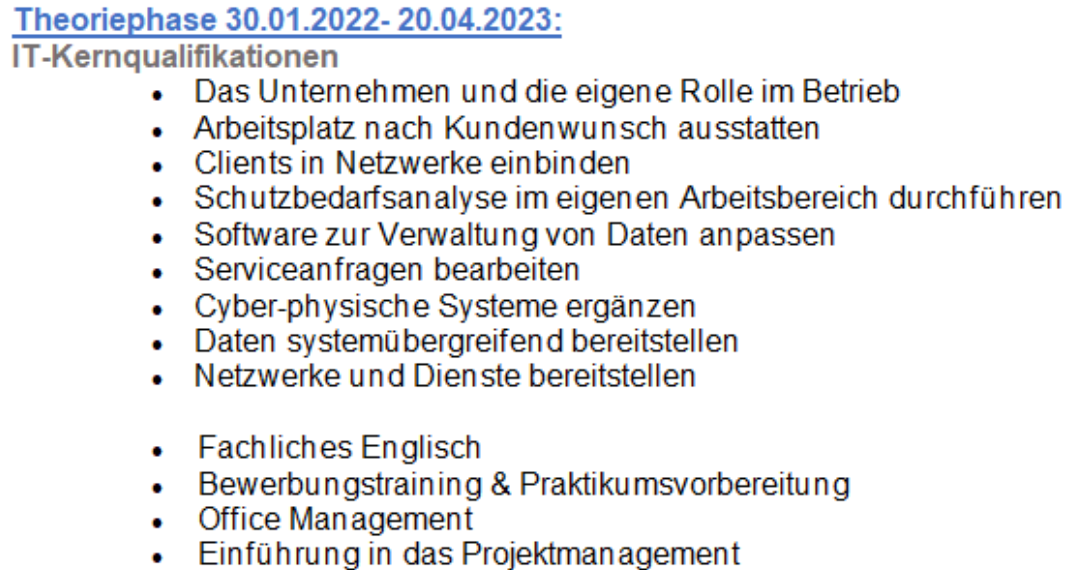 Theoriephase 30.01.2022- 20.04.2023:
IT-Kernqualifikationen
• Das Unternehmen und die eigene Rolle im Betrieb
• Arbeitsplatz nach Kundenwunsch ausstatten
• Clients in Netzwerke einbinden
• Schutzbedarfsanalyse im eigenen Arbeitsbereich durchführen
• Software zur Verwaltung von Daten anpassen
• Serviceanfragen bearbeiten
• Cyber-physische Systeme ergänzen
• Daten systemübergreifend bereitstellen
• Netzwerke und Dienste bereitstellen
• Fachliches Englisch
• Bewerbungstraining & Praktikumsvorbereitung
• Office Management
• Einführung in das Projektmanagement